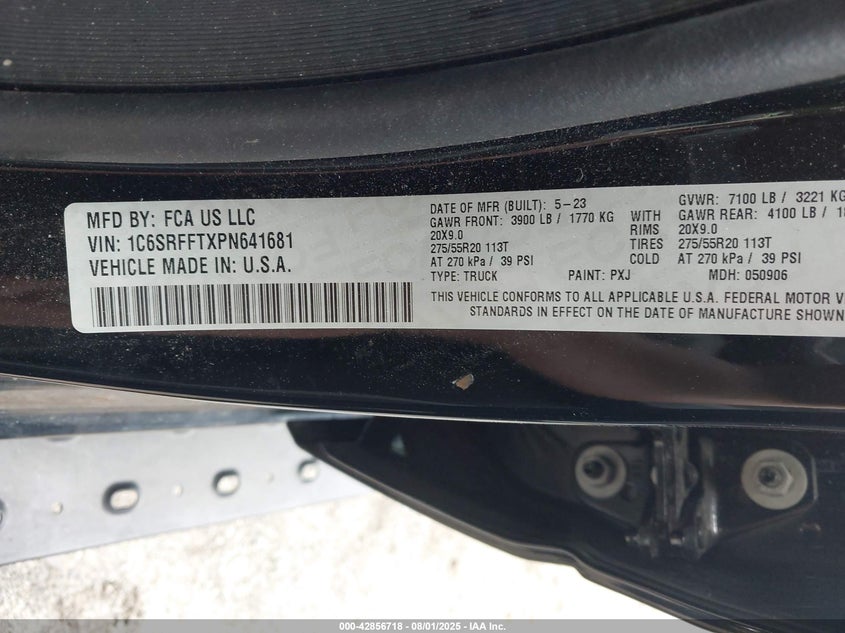 MFD BY: FCA US LLC
VIN: 1C6SRFFTXPN641681
VEHICLE MADE IN: U.S.A.
DATE OF MFR (BUILT): 5-23 GVWR: 7100 LB / 3221 KG
GAWR FRONT: 3900 LB / 1770 KG WITH GAWR REAR: 4100 LB /
20X9.0 RIMS 20X9.0
275/55R20 113T TIRES 275/55R20 113T
AT 270 kPa / 39 PSI COLD AT 270 kPa / 39 PSI
TYPE: TRUCK PAINT: PXJ MDH: 050906
THIS VEHICLE CONFORMS TO ALL APPLICABLE U.S.A. FEDERAL MOTOR
STANDARDS IN EFFECT ON THE DATE OF MANUFACTURE SHOWN
000-42856718 - 08/01/2025 - IAA Inc.